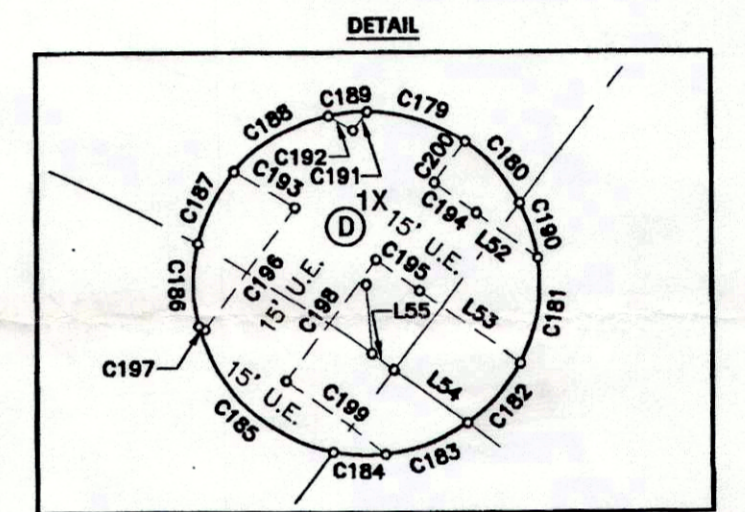 DETAIL
C189
C179
C188
C180
C192
C191
C200
C187
C193
C194
1X
D
15' U.E.
L52
C190
C186
C196
15' U.E.
C195
C198
L55
L53
C181
C197
15' U.E.
C199
L54
C182
C185
C184
C183